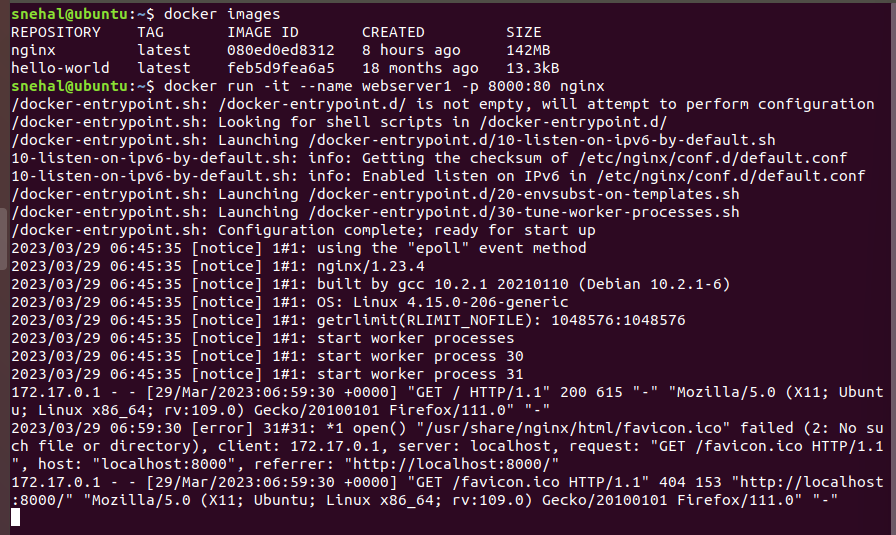 snehal@ubuntu:~$ docker images
REPOSITORY    TAG       IMAGE ID       CREATED         SIZE
nginx         latest    080ed0ed8312   8 hours ago     142MB
hello-world   latest    feb5d9fea6a5   18 months ago   13.3kB
snehal@ubuntu:~$ docker run -it --name webserver1 -p 8000:80 nginx
/docker-entrypoint.sh: /docker-entrypoint.d/ is not empty, will attempt to perform configuration
/docker-entrypoint.sh: Looking for shell scripts in /docker-entrypoint.d/
/docker-entrypoint.sh: Launching /docker-entrypoint.d/10-listen-on-ipv6-by-default.sh
10-listen-on-ipv6-by-default.sh: info: Getting the checksum of /etc/nginx/conf.d/default.conf
10-listen-on-ipv6-by-default.sh: info: Enabled listen on IPv6 in /etc/nginx/conf.d/default.conf
/docker-entrypoint.sh: Launching /docker-entrypoint.d/20-envsubst-on-templates.sh
/docker-entrypoint.sh: Launching /docker-entrypoint.d/30-tune-worker-processes.sh
/docker-entrypoint.sh: Configuration complete; ready for start up
2023/03/29 06:45:35 [notice] 1#1: using the "epoll" event method
2023/03/29 06:45:35 [notice] 1#1: nginx/1.23.4
2023/03/29 06:45:35 [notice] 1#1: built by gcc 10.2.1 20210110 (Debian 10.2.1-6)
2023/03/29 06:45:35 [notice] 1#1: OS: Linux 4.15.0-206-generic
2023/03/29 06:45:35 [notice] 1#1: getrlimit(RLIMIT_NOFILE): 1048576:1048576
2023/03/29 06:45:35 [notice] 1#1: start worker processes
2023/03/29 06:45:35 [notice] 1#1: start worker process 30
2023/03/29 06:45:35 [notice] 1#1: start worker process 31
172.17.0.1 - - [29/Mar/2023:06:59:30 +0000] "GET / HTTP/1.1" 200 615 "-" "Mozilla/5.0 (X11; Ubunt
u; Linux x86_64; rv:109.0) Gecko/20100101 Firefox/111.0" "-"
2023/03/29 06:59:30 [error] 31#31: *1 open() "/usr/share/nginx/html/favicon.ico" failed (2: No su
ch file or directory), client: 172.17.0.1, server: localhost, request: "GET /favicon.ico HTTP/1.1
", host: "localhost:8000", referrer: "http://localhost:8000/"
172.17.0.1 - - [29/Mar/2023:06:59:30 +0000] "GET /favicon.ico HTTP/1.1" 404 153 "http://localhost
:8000/" "Mozilla/5.0 (X11; Ubuntu; Linux x86_64; rv:109.0) Gecko/20100101 Firefox/111.0" "-"